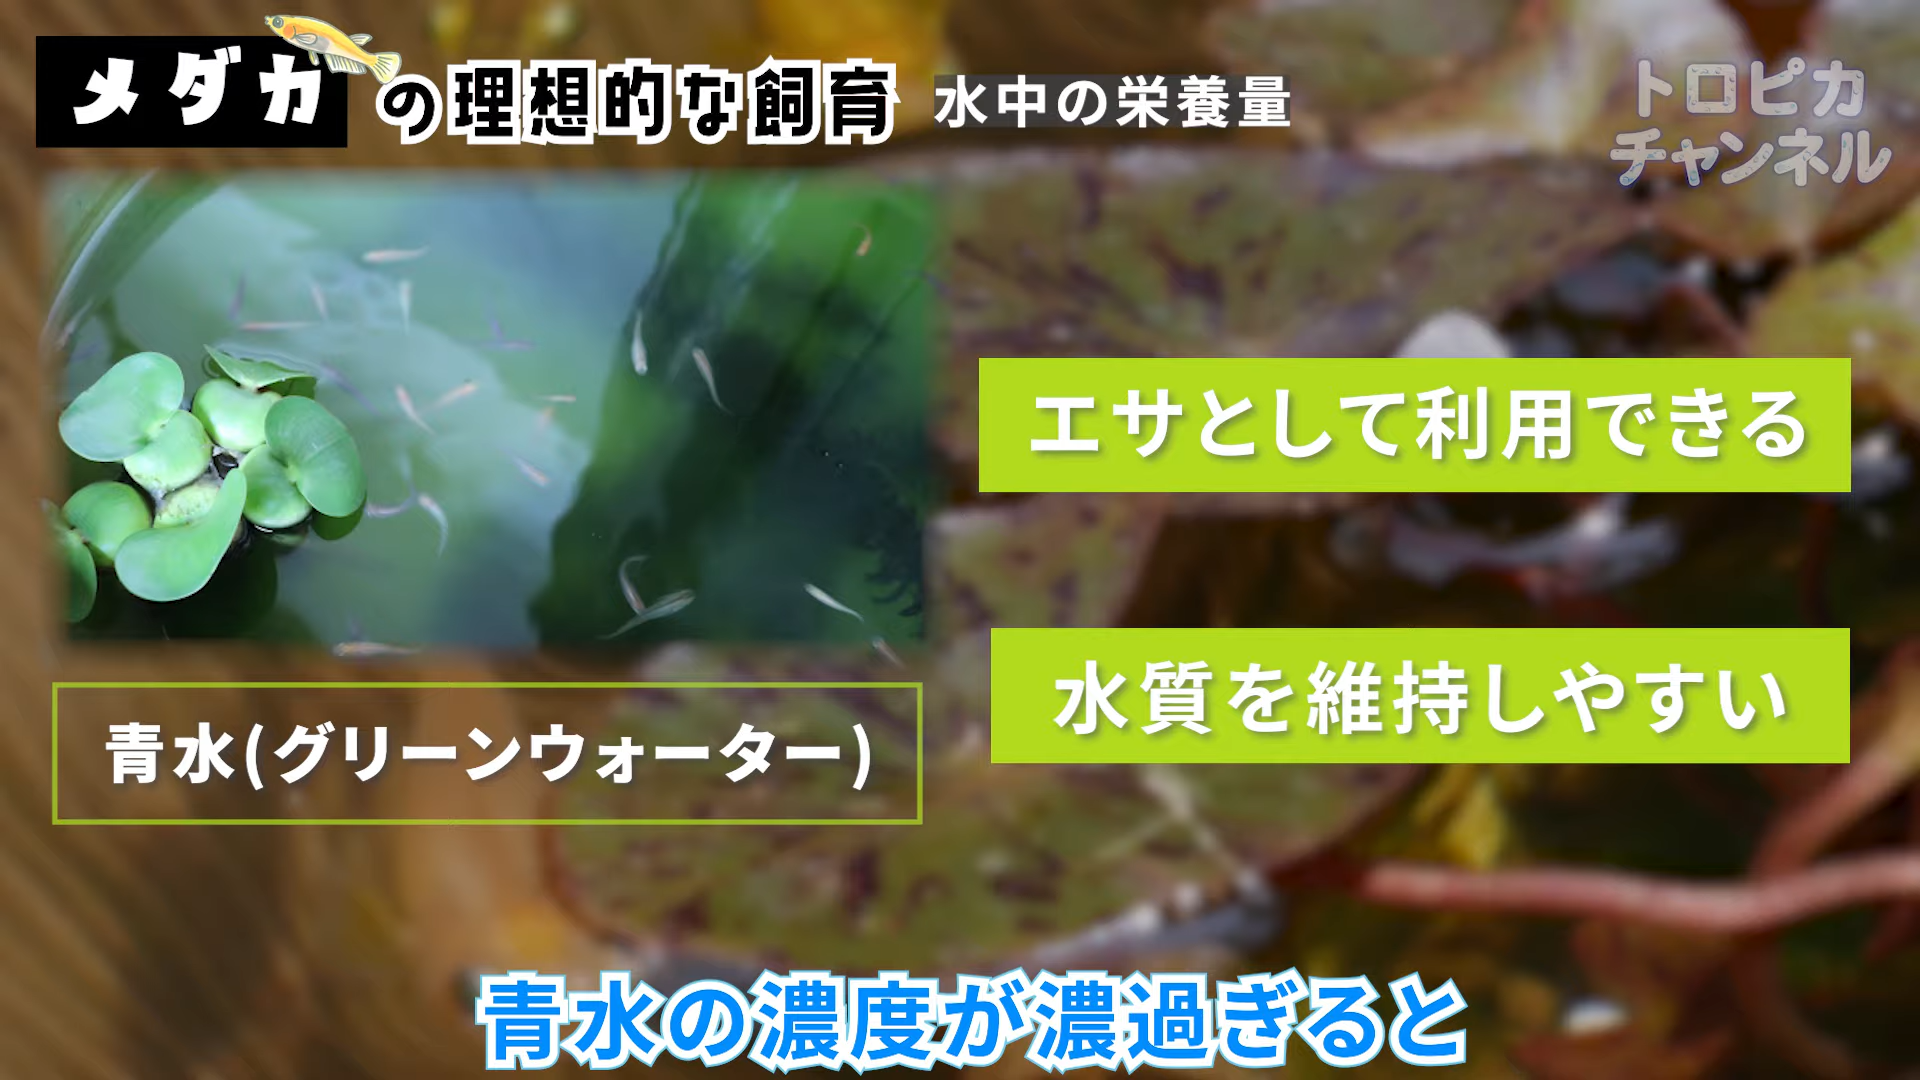 メダカの理想的な飼育 水中の栄養量
トロピカ
チャンネル
エサとして利用できる
水質を維持しやすい
青水(グリーンウォーター)
青水の濃度が濃過ぎると